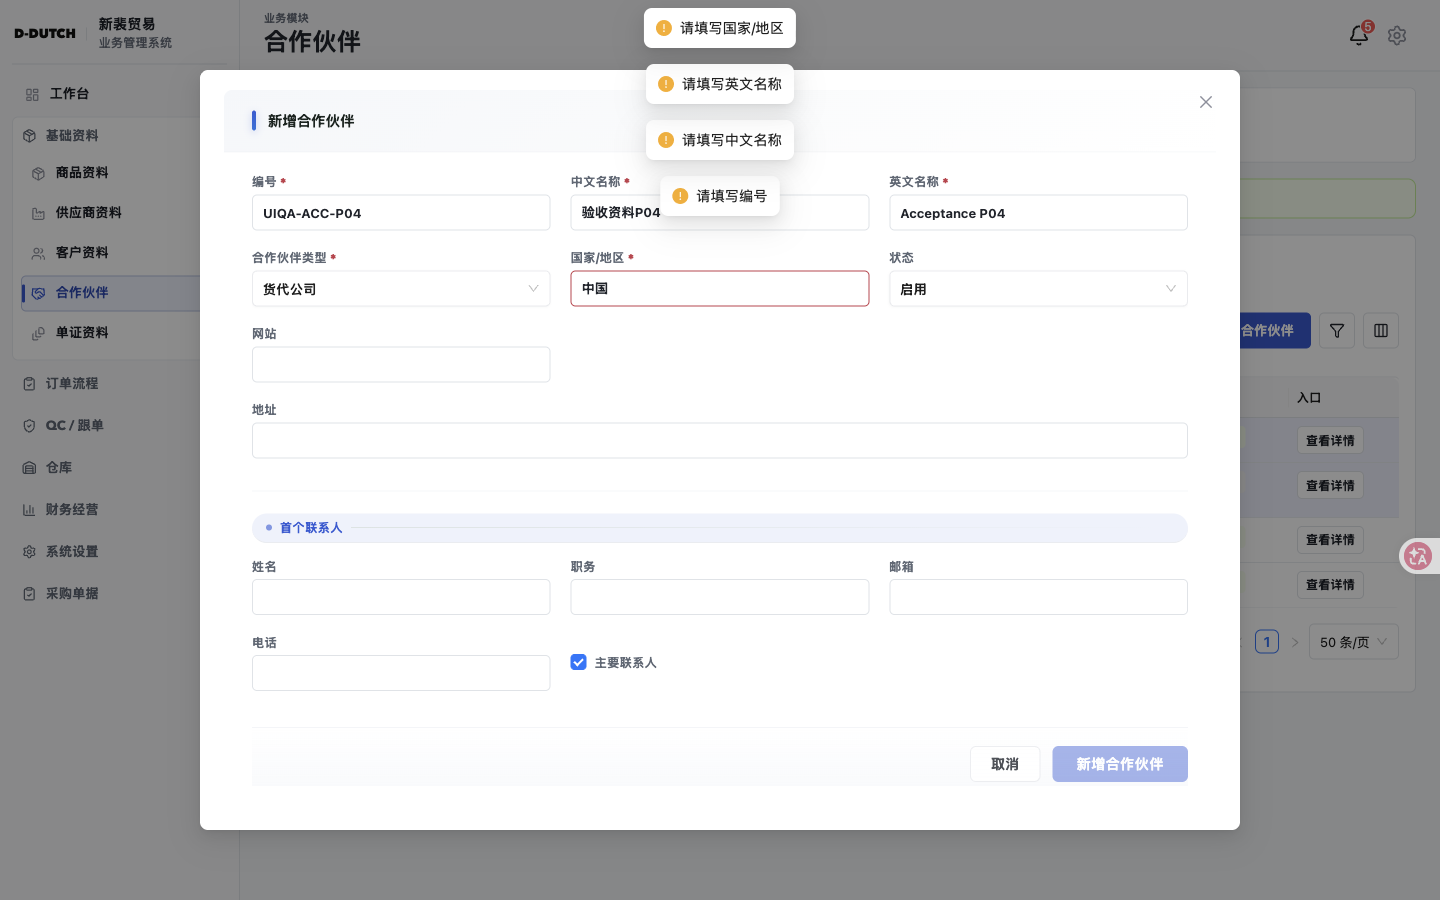 D-DUTCH
新裴贸易
业务管理系统
业务模块
合作伙伴
请填写国家/地区
请填写英文名称
请填写中文名称
请填写编号
5
工作台
基础资料
商品资料
供应商资料
客户资料
合作伙伴
单证资料
订单流程
QC / 跟单
仓库
财务经营
系统设置
采购单据
新增合作伙伴
编号 *
中文名称 *
英文名称 *
UIQA-ACC-P04
验收资料P04
Acceptance P04
合作伙伴类型 *
国家/地区 *
状态
货代公司
中国
启用
网站
地址
首个联系人
姓名
职务
邮箱
电话
主要联系人
取消
新增合作伙伴
合作伙伴
入口
查看详情
查看详情
查看详情
查看详情
1
50 条/页